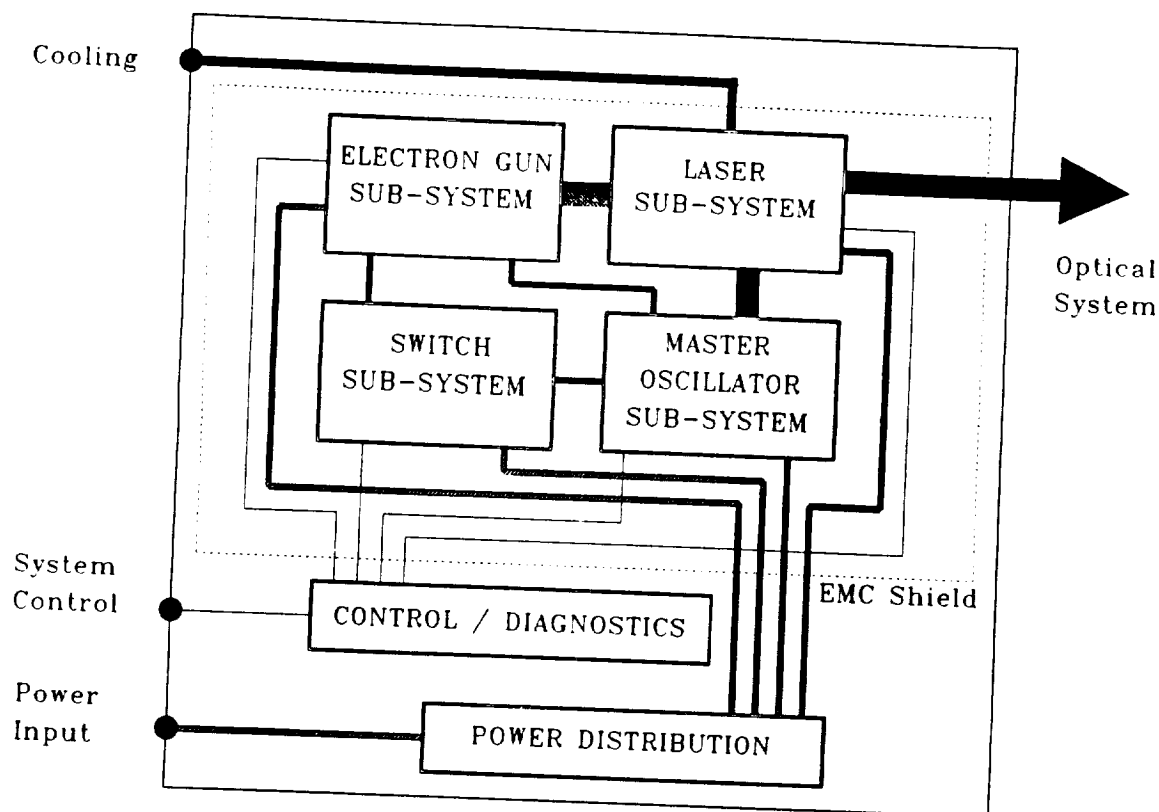 Cooling
ELECTRON GUN
SUB-SYSTEM
LASER
SUB-SYSTEM
Optical
System
SWITCH
SUB-SYSTEM
MASTER
OSCILLATOR
SUB-SYSTEM
System
Control
EMC Shield
CONTROL / DIAGNOSTICS
Power
Input
POWER DISTRIBUTION